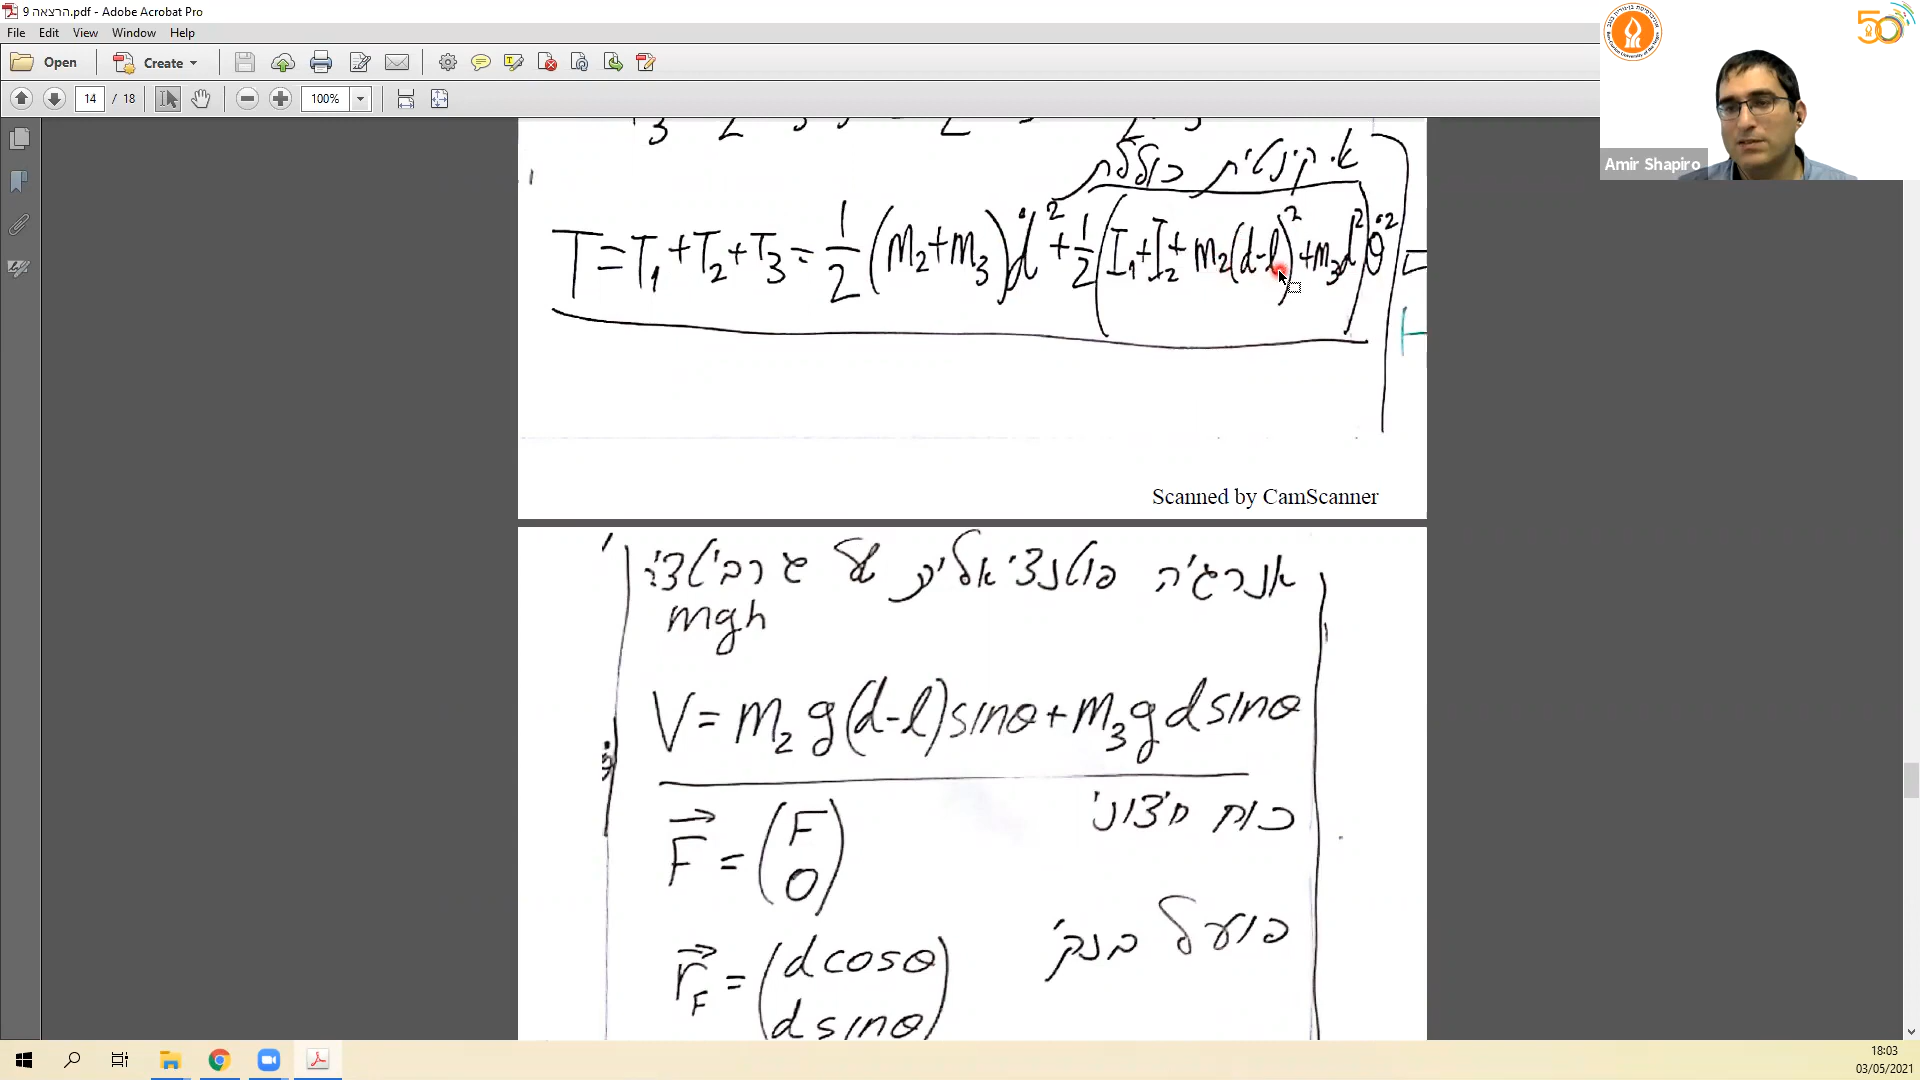 הרצאה 9.pdf - Adobe Acrobat Pro
File Edit View Window Help
Open Create
14 / 18 100%
50
Amir Shapiro
א. קינטית כוללת
T = T₁ + T₂ + T₃ = 1/2 (m₂+m₃) ḋ² + 1/2 (I₁ + I₂ + m₂(d-l)² + m₃d²) θ̇²
Scanned by CamScanner
אנרגיה פוטנציאלית של גרביטציה
mgh
V = m₂ g(d-l) sinθ + m₃ g d sinθ
כוח חיצוני
F⃗ = (F
0)
פועל בנק'
r⃗_F = (d cosθ
d sinθ)
18:03
03/05/2021